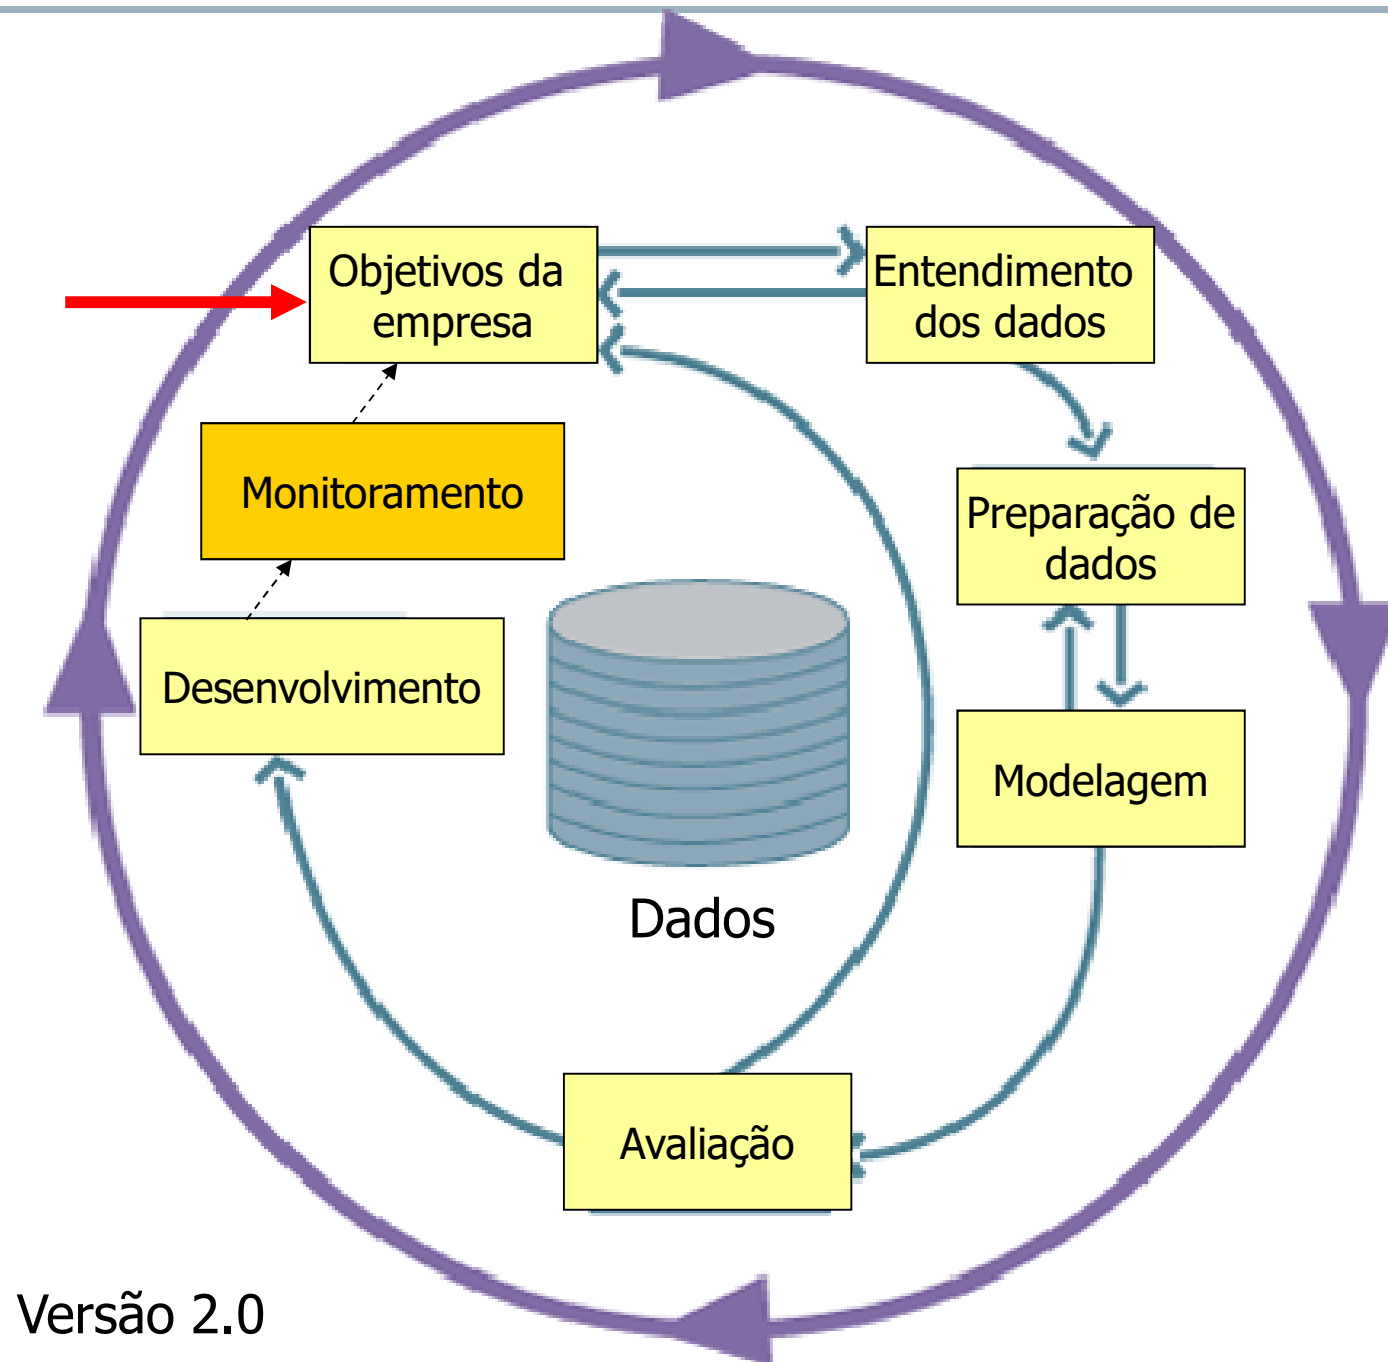 Objetivos da
empresa
Entendimento
dos dados
Monitoramento
Preparação de
dados
Desenvolvimento
Modelagem
Dados
Avaliação
Versão 2.0